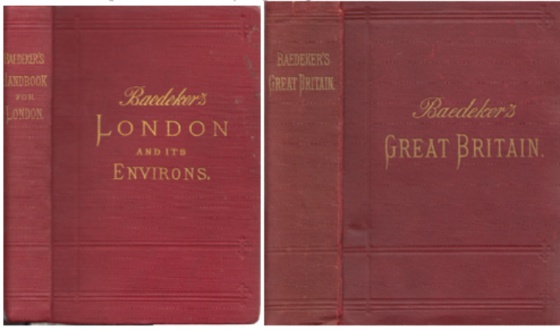 BAEDEKER'S
HANDBOOK
FOR
LONDON
Baedeker's
LONDON
AND ITS
ENVIRONS.
BAEDEKER'S
GREAT BRITAIN.
Baedeker's
GREAT BRITAIN.